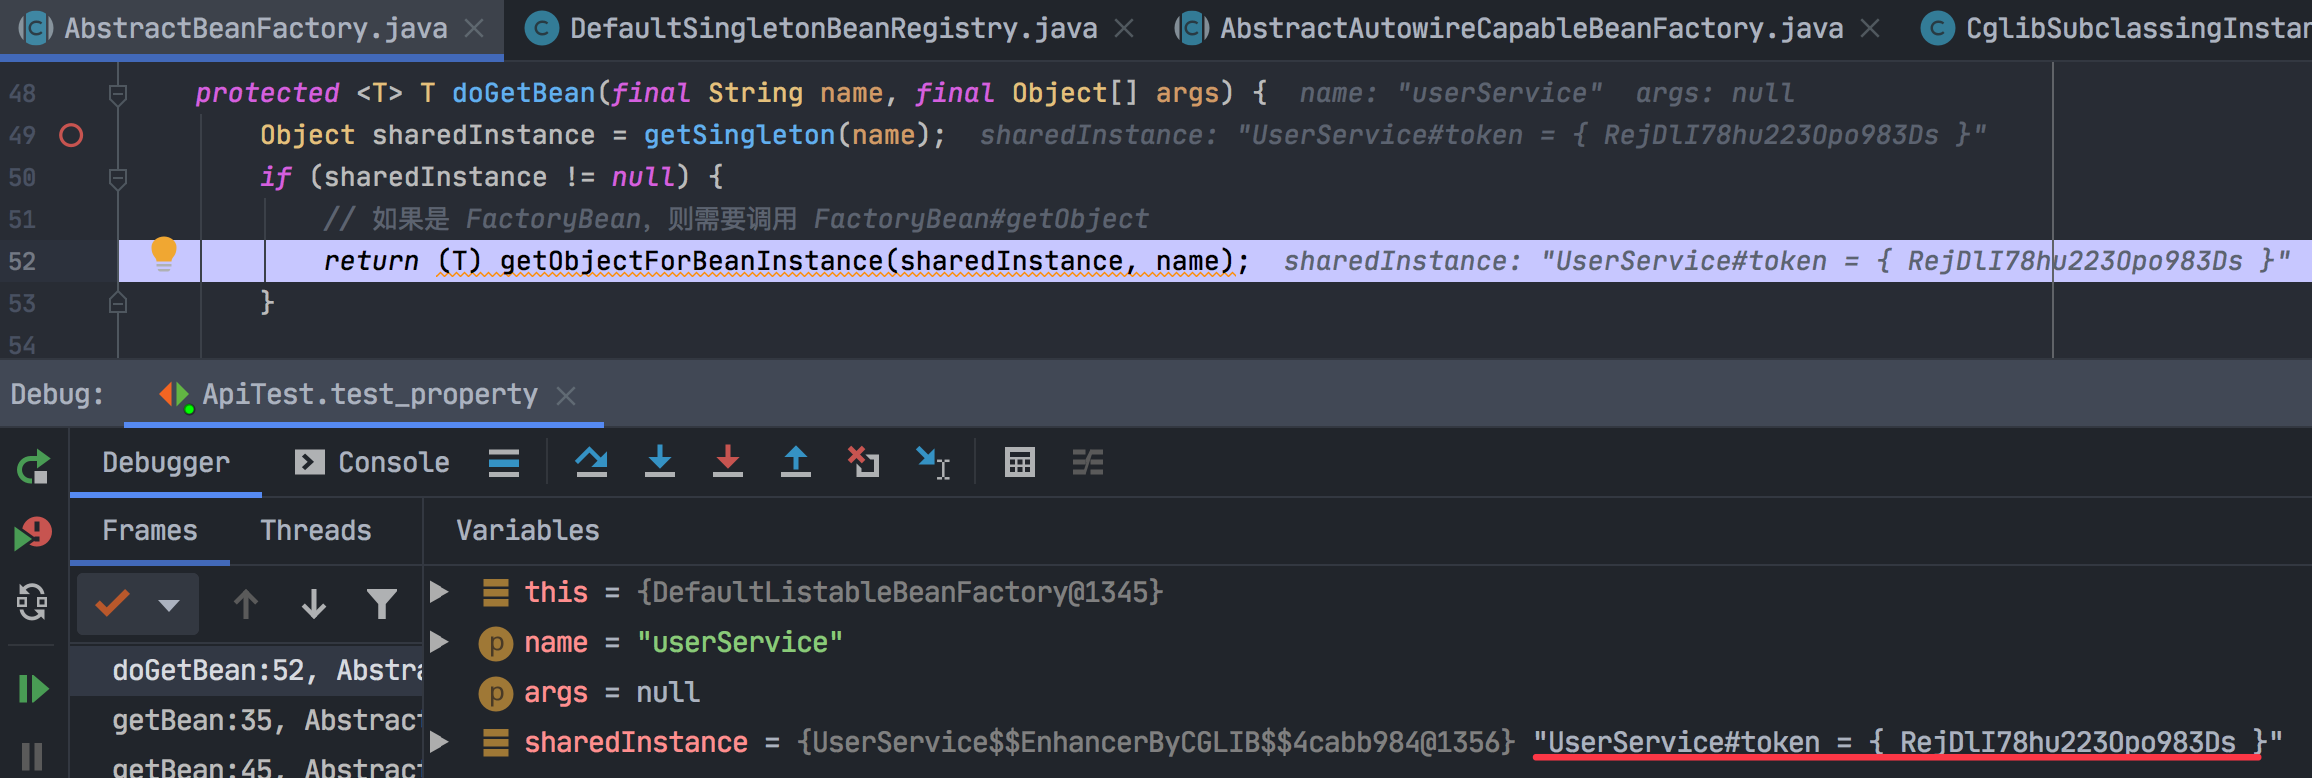 AbstractBeanFactory.java DefaultSingletonBeanRegistry.java AbstractAutowireCapableBeanFactory.java CglibSubclassingInstan
48 protected <T> T doGetBean(final String name, final Object[] args) { name: "userService" args: null
49 Object sharedInstance = getSingleton(name); sharedInstance: "UserService#token = { RejDlI78hu223Opo983Ds }"
50 if (sharedInstance != null) {
51 // 如果是 FactoryBean，则需要调用 FactoryBean#getObject
52 return (T) getObjectForBeanInstance(sharedInstance, name); sharedInstance: "UserService#token = { RejDlI78hu223Opo983Ds }"
53 }
54
Debug: ApiTest.test_property
Debugger Console
Frames Threads Variables
this = {DefaultListableBeanFactory@1345}
name = "userService"
doGetBean:52, Abstra
args = null
getBean:35, Abstract
sharedInstance = {UserService$$EnhancerByCGLIB$$4cabb984@1356} "UserService#token = { RejDlI78hu223Opo983Ds }"
getBean:45, Abstract